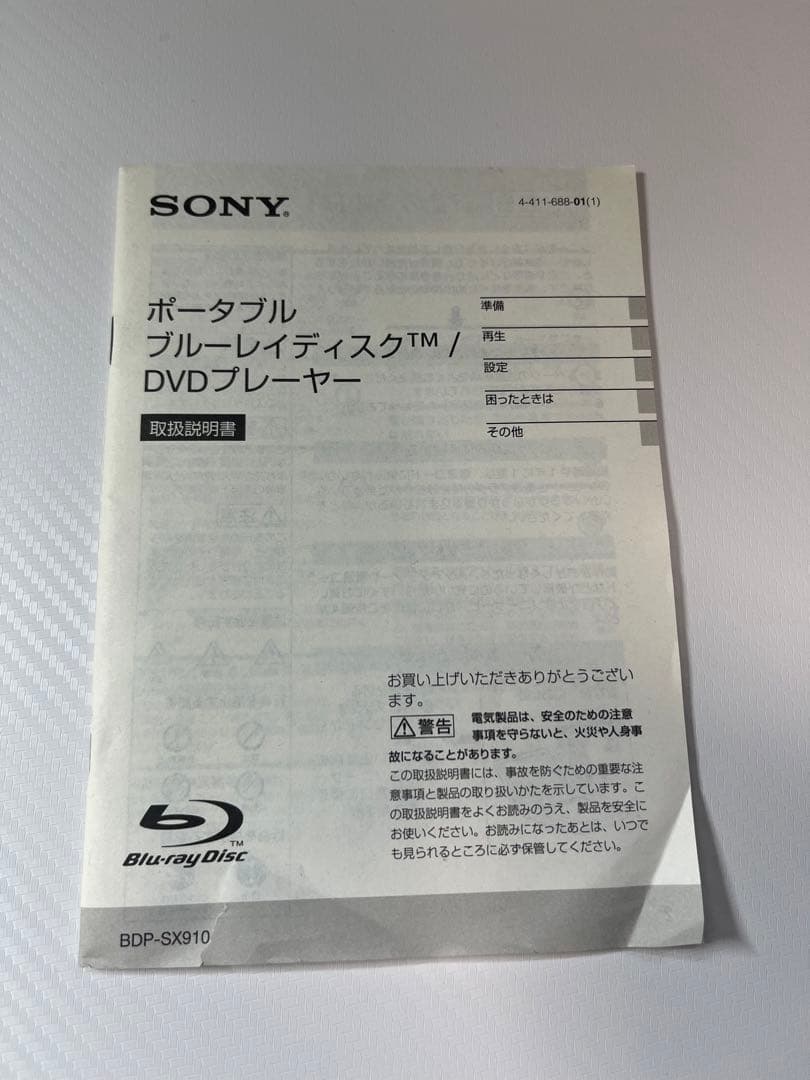 SONY®
4-411-688-01(1)
ポータブル
ブルーレイディスク™ /
DVDプレーヤー
取扱説明書
準備
再生
設定
困ったときは
その他
お買い上げいただきありがとうござい
ます。
警告
電気製品は、安全のための注意
事項を守らないと、火災や人身事
故になることがあります。
この取扱説明書には、事故を防ぐための重要な注
意事項と製品の取り扱いかたを示しています。こ
の取扱説明書をよくお読みのうえ、製品を安全に
お使いください。お読みになったあとは、いつで
も見られるところに必ず保管してください。
Blu-ray Disc™
BDP-SX910